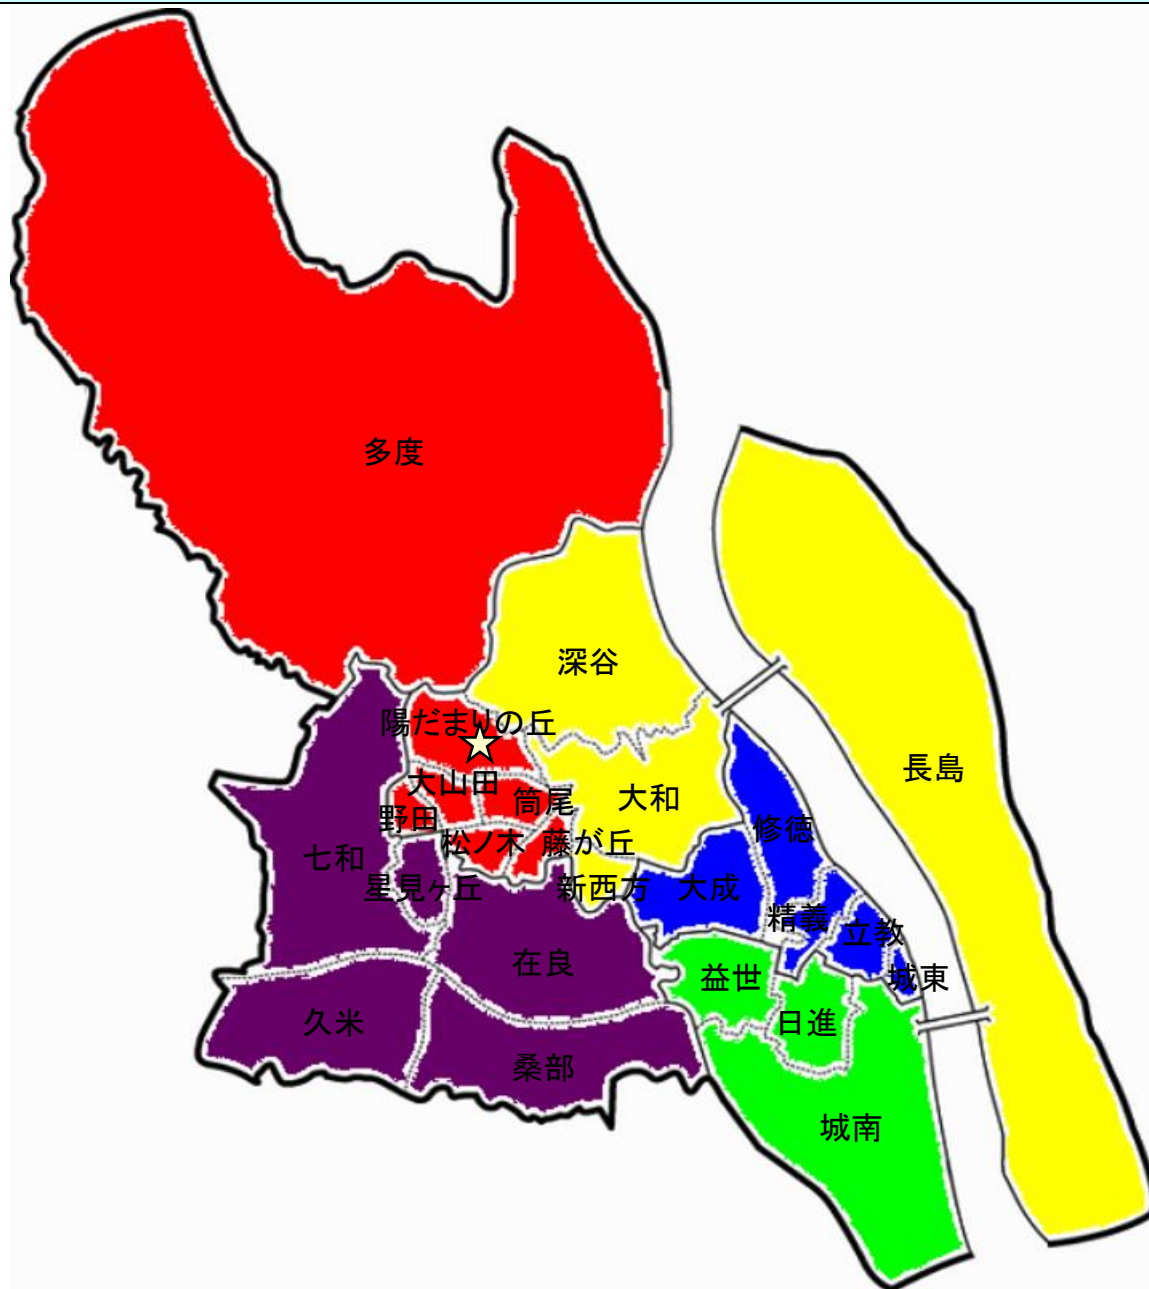 多度
深谷
陽だまりの丘
長島
大山田
大和
筒尾
野田
修徳
松ノ木
藤が丘
七和
星見ヶ丘
新西方
大成
精義
立教
在良
益世
城東
久米
日進
桑部
城南